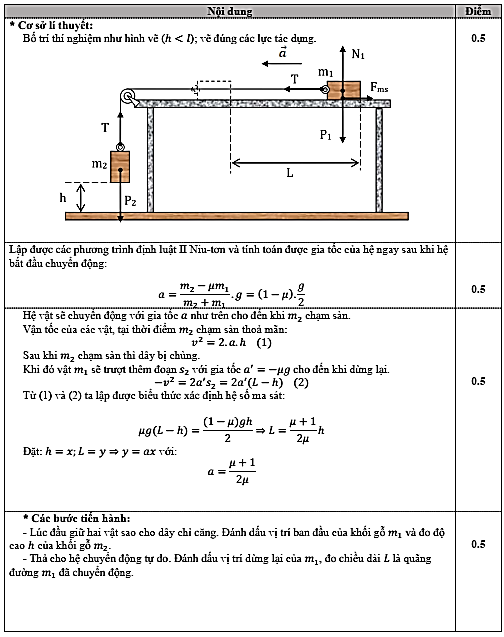 Nội dung Điểm
* Cơ sở lí thuyết:
Bố trí thí nghiệm như hình vẽ (h < l); vẽ đúng các lực tác dụng. 0.5
a⃗ N₁
T m₁ Fms
T P₁
m₂
h P₂ L
Lập được các phương trình định luật II Niu-tơn và tính toán được gia tốc của hệ ngay sau khi hệ
bắt đầu chuyển động:
a = (m₂ − μm₁)/(m₂ + m₁) . g = (1 − μ). g/2 0.5
Hệ vật sẽ chuyển động với gia tốc a như trên cho đến khi m₂ chạm sàn.
Vận tốc của các vật, tại thời điểm m₂ chạm sàn thoả mãn:
v² = 2. a. h (1)
Sau khi m₂ chạm sàn thì dây bị chùng.
Khi đó vật m₁ sẽ trượt thêm đoạn s₂ với gia tốc a′ = −μg cho đến khi dừng lại. 0.5
−v² = 2a′s₂ = 2a′(L − h) (2)
Từ (1) và (2) ta lập được biểu thức xác định hệ số ma sát:
μg(L − h) = (1 − μ)gh/2 ⇒ L = (μ + 1)/2μ h
Đặt: h = x; L = y ⇒ y = ax với:
a = (μ + 1)/2μ
* Các bước tiến hành:
- Lúc đầu giữ hai vật sao cho dây chỉ căng. Đánh dấu vị trí ban đầu của khối gỗ m₁ và đo độ
cao h của khối gỗ m₂. 0.5
- Thả cho hệ chuyển động tự do. Đánh dấu vị trí dừng lại của m₁, đo chiều dài L là quãng
đường m₁ đã chuyển động.